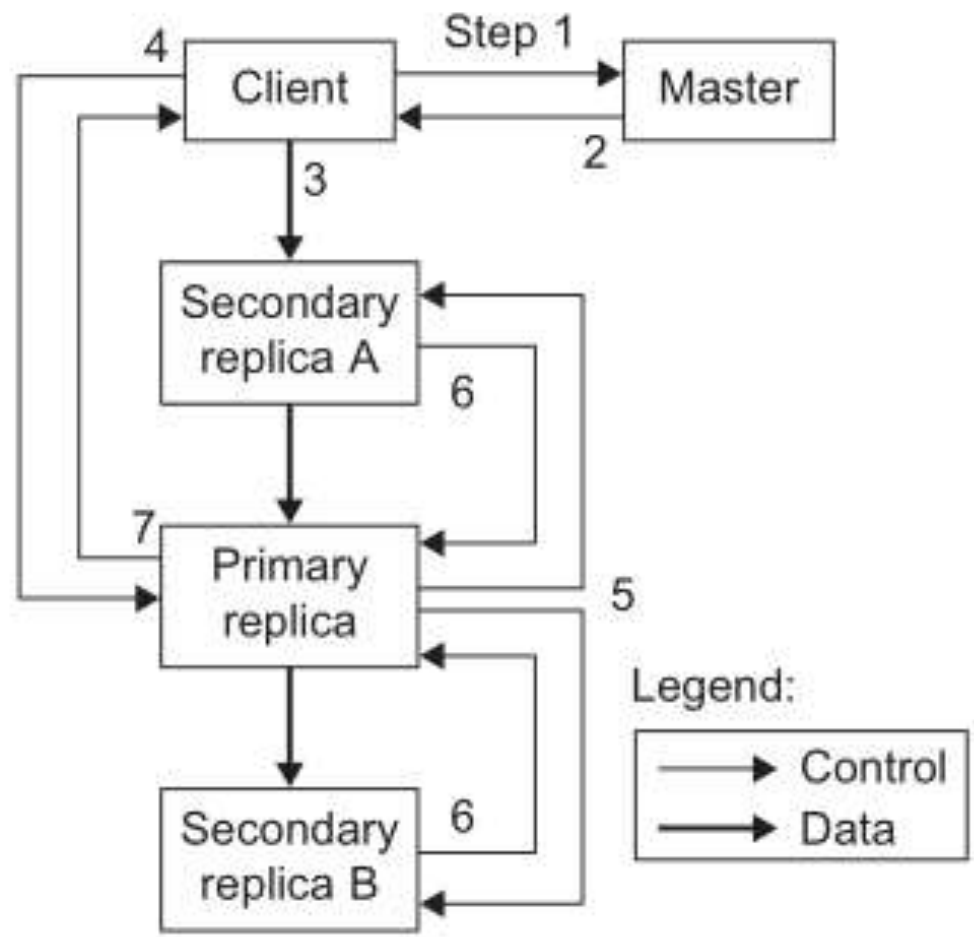 4
Step 1
Client
Master
2
3
Secondary
replica A
6
7
Primary
replica
5
Legend:
Control
Data
Secondary
replica B
6